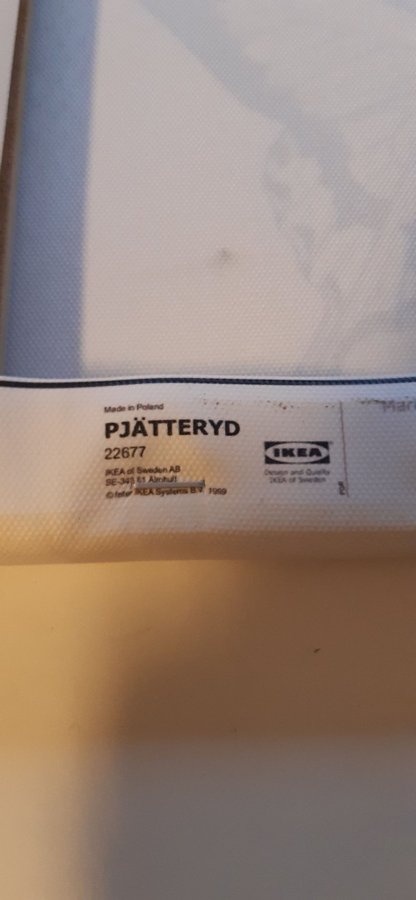 Made in Poland
PJÄTTERYD
22677
IKEA of Sweden AB
SE-343 61 Älmhult
© Inter IKEA Systems B.V. 1999
IKEA
Design and Quality
IKEA of Sweden